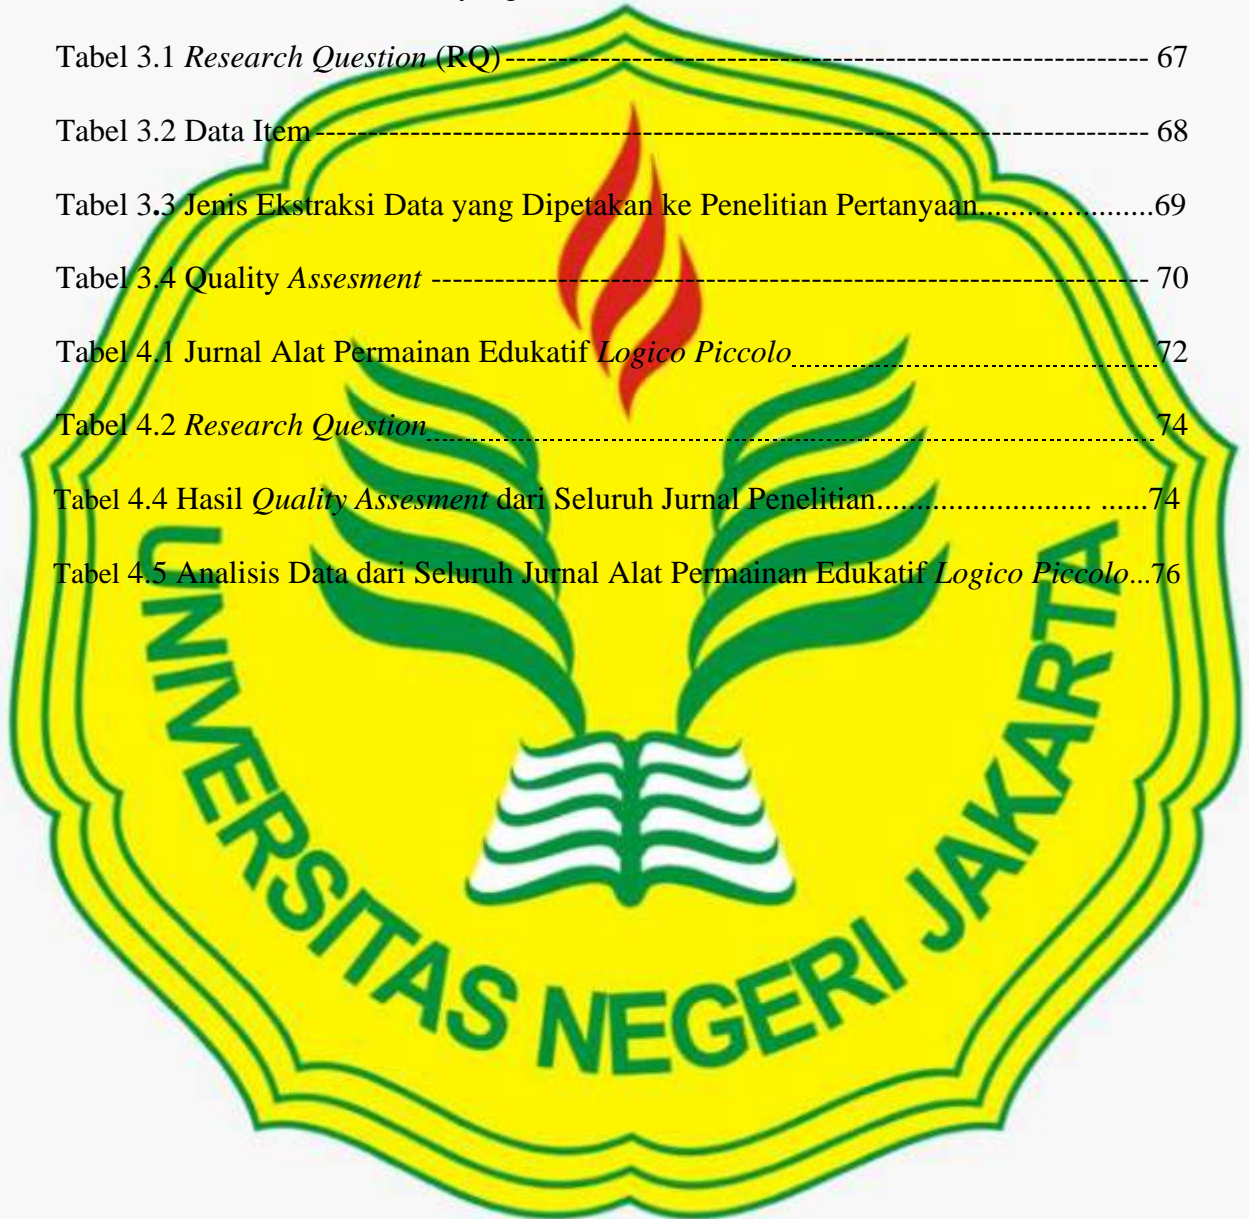 Tabel 3.1 Research Question (RQ)------------------------------------------------------------- 67
Tabel 3.2 Data Item------------------------------------------------------------------------------- 68
Tabel 3.3 Jenis Ekstraksi Data yang Dipetakan ke Penelitian Pertanyaan.....................69
Tabel 3.4 Quality Assesment -------------------------------------------------------------------- 70
Tabel 4.1 Jurnal Alat Permainan Edukatif Logico Piccolo.....................................72
Tabel 4.2 Research Question..........................................................................74
Tabel 4.4 Hasil Quality Assesment dari Seluruh Jurnal Penelitian.......................... ......74
Tabel 4.5 Analisis Data dari Seluruh Jurnal Alat Permainan Edukatif Logico Piccolo...76
UNIVERSITAS NEGERI JAKARTA